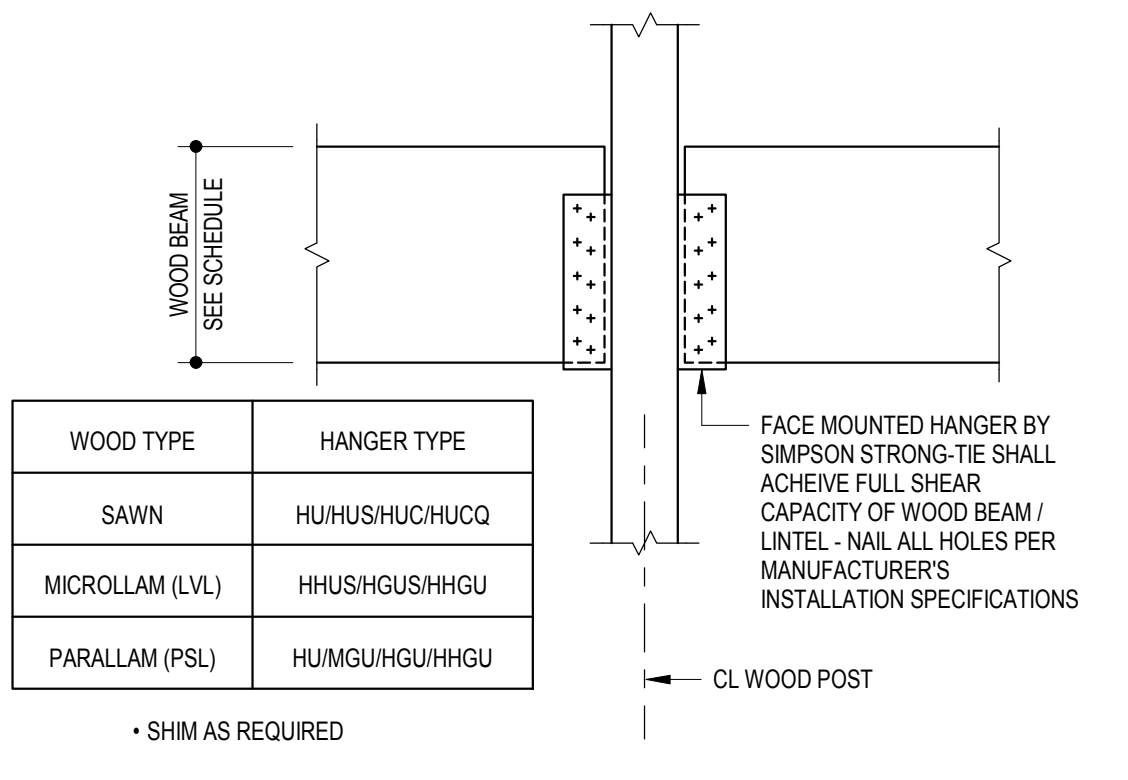 WOOD BEAM
SEE SCHEDULE
WOOD TYPE
HANGER TYPE
SAWN
HU/HUS/HUC/HUCQ
MICROLLAM (LVL)
HHUS/HGUS/HHGU
PARALLAM (PSL)
HU/MGU/HGU/HHGU
• SHIM AS REQUIRED
FACE MOUNTED HANGER BY
SIMPSON STRONG-TIE SHALL
ACHEIVE FULL SHEAR
CAPACITY OF WOOD BEAM /
LINTEL - NAIL ALL HOLES PER
MANUFACTURER'S
INSTALLATION SPECIFICATIONS
CL WOOD POST